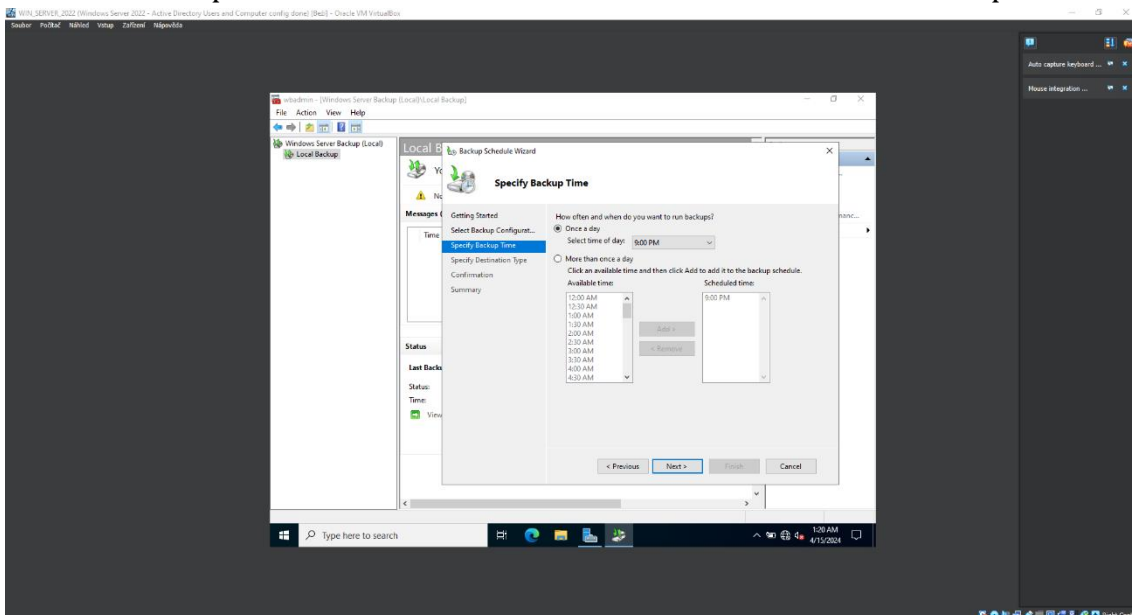 WIN_SERVER_2022 (Windows Server 2022 - Active Directory Users and Computer config done) [Běží] - Oracle VM VirtualBox
Soubor Počítač Náhled Vstup Zařízení Nápověda
Auto capture keyboard ...
Mouse integration ...
wbadmin - [Windows Server Backup (Local)\Local Backup]
File Action View Help
Windows Server Backup (Local)
Local Backup
Local B
Yo
No
Messages (
Time
Status
Last Backu
Status:
Time:
View
Backup Schedule Wizard
Specify Backup Time
Getting Started
Select Backup Configurat...
Specify Backup Time
Specify Destination Type
Confirmation
Summary
How often and when do you want to run backups?
Once a day
Select time of day: 9:00 PM
More than once a day
Click an available time and then click Add to add it to the backup schedule.
Available time: Scheduled time:
12:00 AM 9:00 PM
12:30 AM
1:00 AM
1:30 AM
2:00 AM
2:30 AM
3:00 AM
3:30 AM
4:00 AM
4:30 AM
Add >
< Remove
< Previous Next > Finish Cancel
Type here to search
1:20 AM
4/15/2024